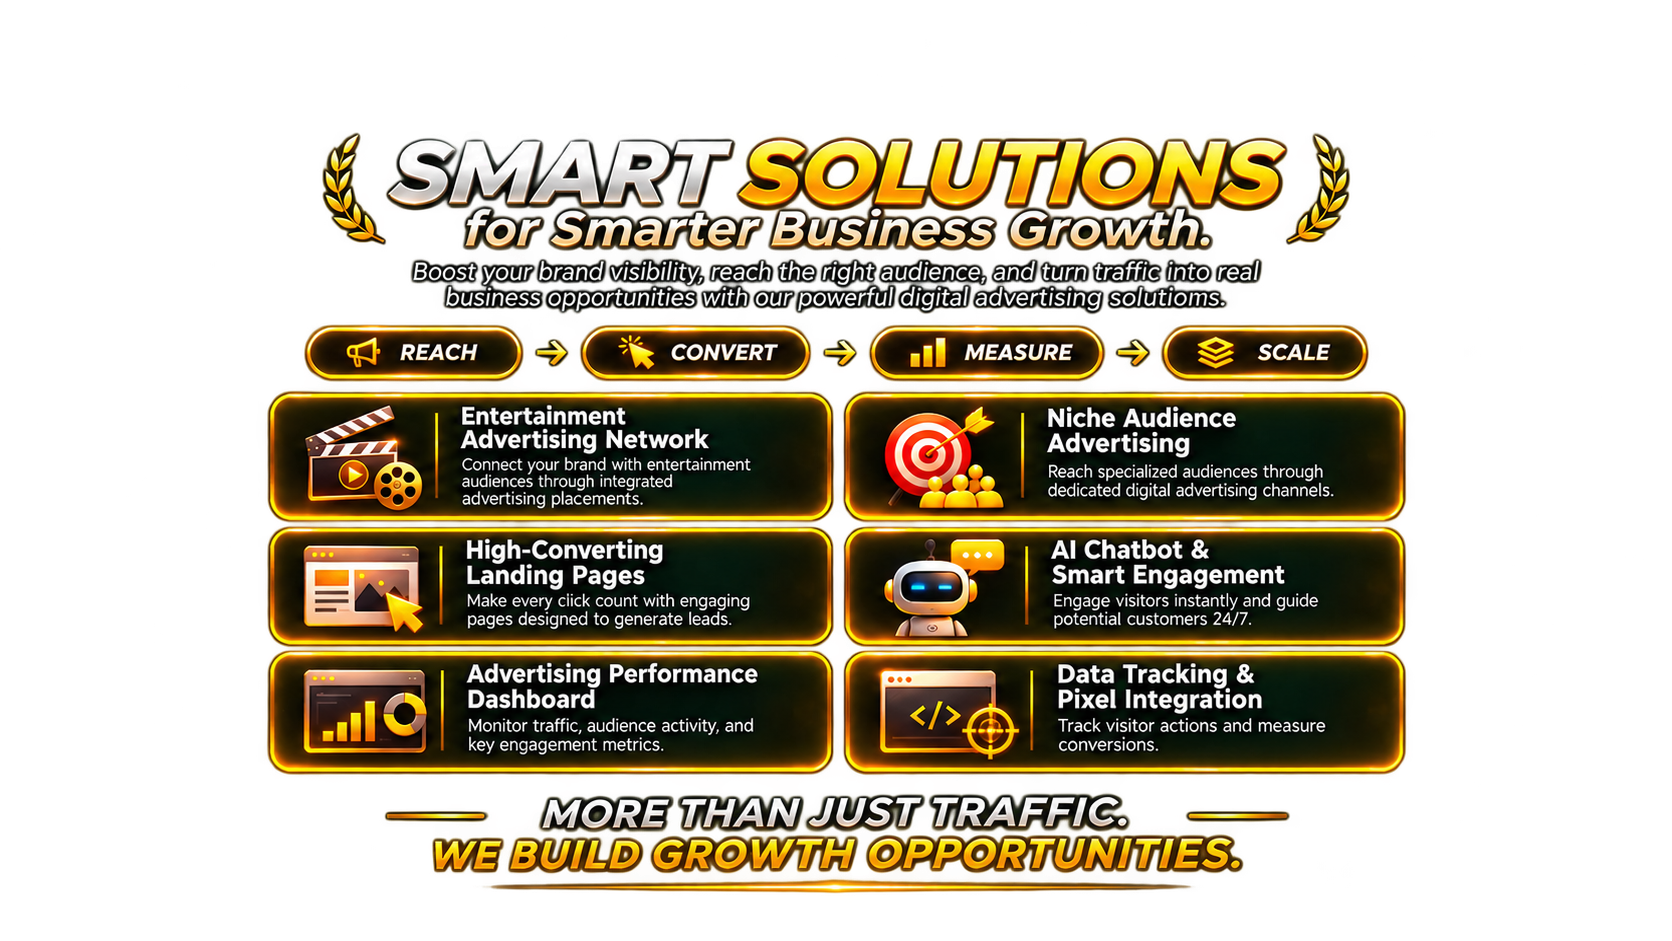 SMART SOLUTIONS
for Smarter Business Growth.
Boost your brand visibility, reach the right audience, and turn traffic into real
business opportunities with our powerful digital advertising solutioms.
REACH
CONVERT
MEASURE
SCALE
Entertainment
Advertising Network
Connect your brand with entertainment
audiences through integrated
advertising placements.
Niche Audience
Advertising
Reach specialized audiences through
dedicated digital advertising channels.
High-Converting
Landing Pages
Make every click count with engaging
pages designed to generate leads.
AI Chatbot &
Smart Engagement
Engage visitors instantly and guide
potential customers 24/7.
Advertising Performance
Dashboard
Monitor traffic, audience activity, and
key engagement metrics.
</>
Data Tracking &
Pixel Integration
Track visitor actions and measure
conversions.
MORE THAN JUST TRAFFIC.
WE BUILD GROWTH OPPORTUNITIES.